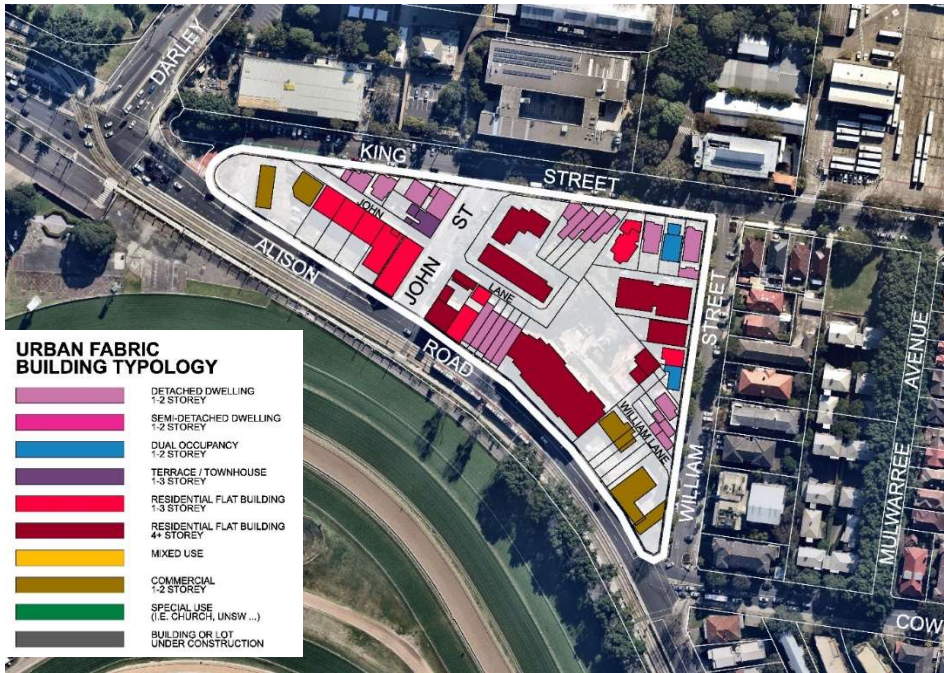 DARLEY
KING
STREET
JOHN
ST
JOHN
ALISON
LANE
ROAD
STREET
WILLIAM LANE
WILLIAM
AVENUE
MULWARREE
COW
URBAN FABRIC
BUILDING TYPOLOGY
DETACHED DWELLING
1-2 STOREY
SEMI-DETACHED DWELLING
1-2 STOREY
DUAL OCCUPANCY
1-2 STOREY
TERRACE / TOWNHOUSE
1-3 STOREY
RESIDENTIAL FLAT BUILDING
1-3 STOREY
RESIDENTIAL FLAT BUILDING
4+ STOREY
MIXED USE
COMMERCIAL
1-2 STOREY
SPECIAL USE
(I.E. CHURCH, UNSW ...)
BUILDING OR LOT
UNDER CONSTRUCTION